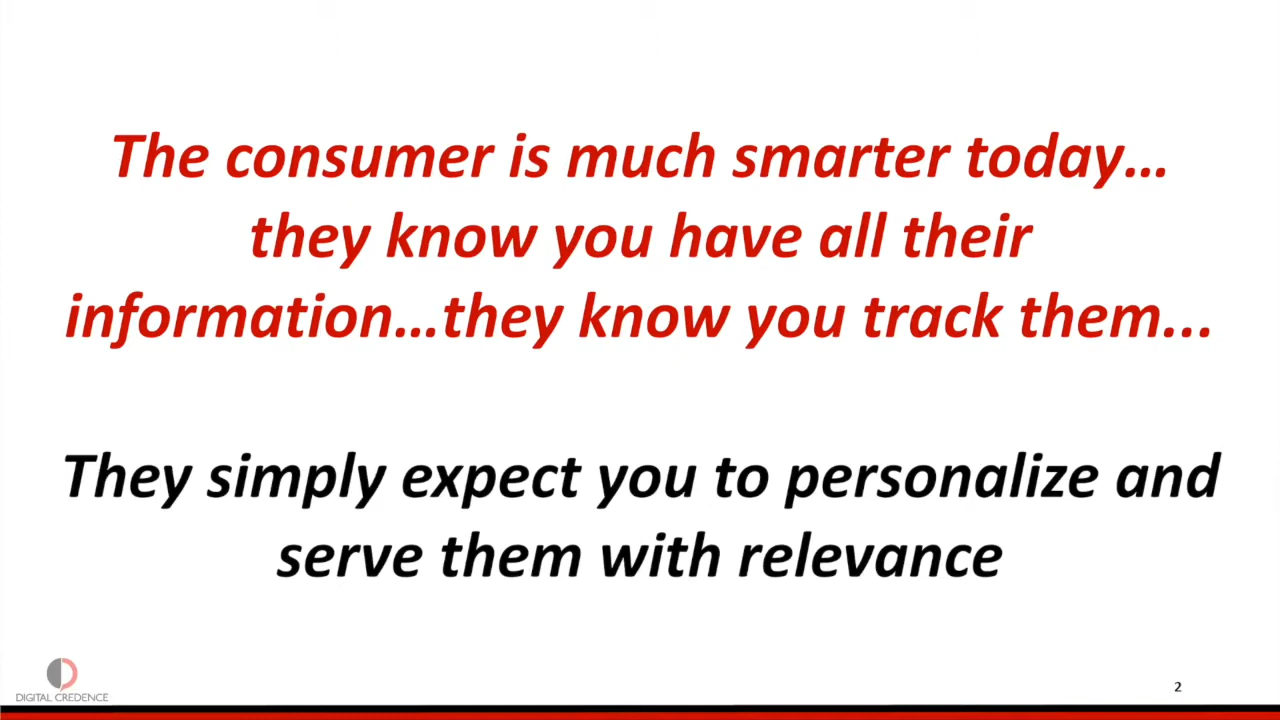 The consumer is much smarter today…
they know you have all their
information…they know you track them...
They simply expect you to personalize and
serve them with relevance
DIGITAL CREDENCE
2